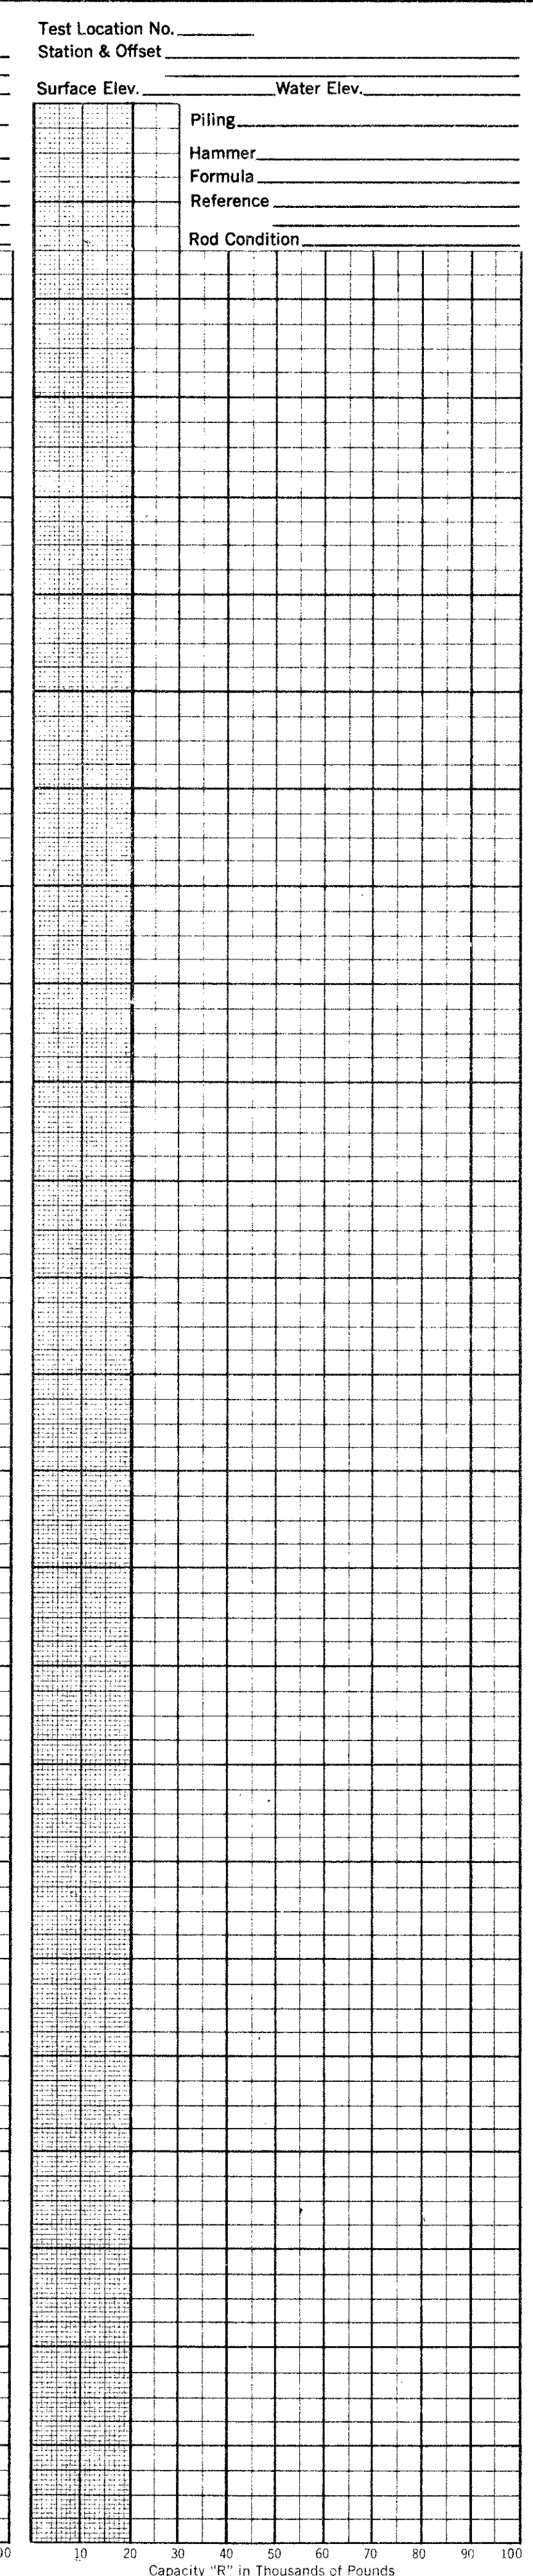 Test Location No.
Station & Offset
Surface Elev. Water Elev.
Piling
Hammer
Formula
Reference
Rod Condition
10 20 30 40 50 60 70 80 90 100
Capacity "R" in Thousands of Pounds